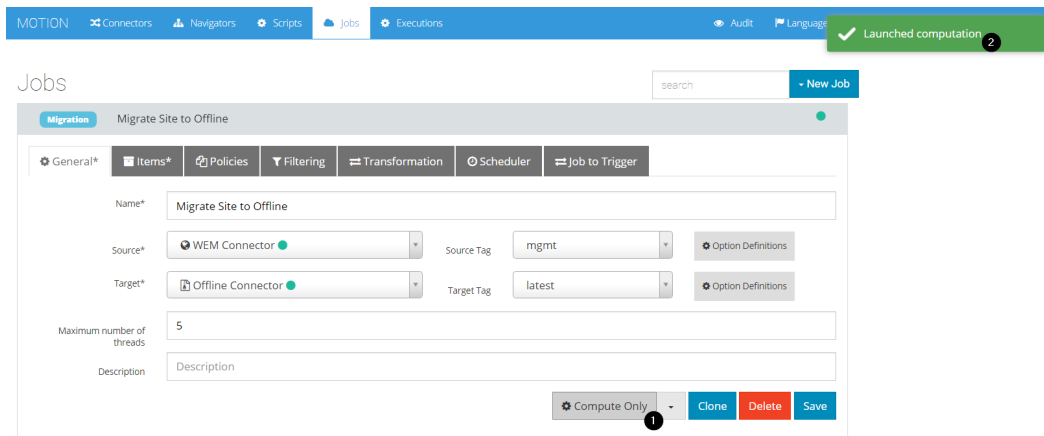 MOTION Connectors Navigators Scripts Jobs Executions Audit Language
Launched computation
2
Jobs
search
New Job
Migration Migrate Site to Offline
General* Items* Policies Filtering Transformation Scheduler Job to Trigger
Name* Migrate Site to Offline
Source* WEM Connector Source Tag mgmt Option Definitions
Target* Offline Connector Target Tag latest Option Definitions
Maximum number of
threads
5
Description Description
Compute Only Clone Delete Save
1